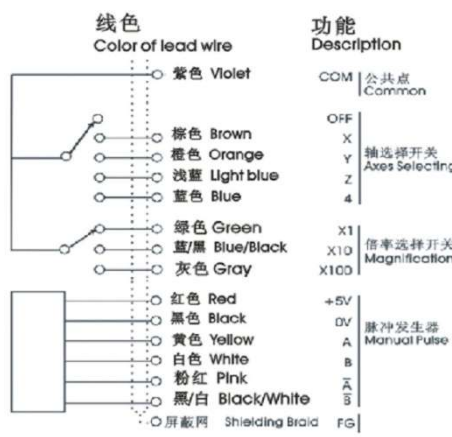 线色 功能
Color of lead wire Description
紫色 Violet COM 公共点
Common
OFF
棕色 Brown X
橙色 Orange Y 轴选择开关
Axes Selecting
浅蓝 Light blue Z
蓝色 Blue 4
绿色 Green X1
蓝/黑 Blue/Black X10 倍率选择开关
Magnification
灰色 Gray X100
红色 Red +5V
黑色 Black 0V 脉冲发生器
黄色 Yellow A Manual Pulse
白色 White B
粉红 Pink A̅
黑/白 Black/White B̅
屏蔽网 Shielding Braid FG